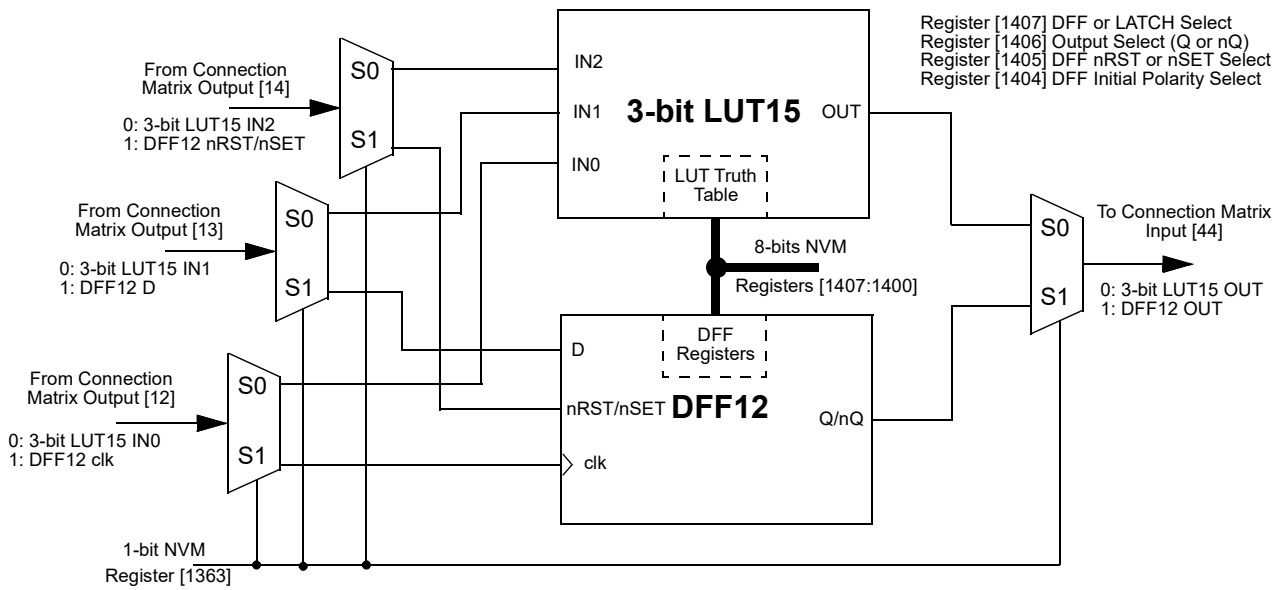 Register [1407] DFF or LATCH Select
Register [1406] Output Select (Q or nQ)
Register [1405] DFF nRST or nSET Select
Register [1404] DFF Initial Polarity Select
From Connection
Matrix Output [14]
0: 3-bit LUT15 IN2
1: DFF12 nRST/nSET
S0
S1
IN2
IN1
IN0
3-bit LUT15
OUT
LUT Truth
Table
From Connection
Matrix Output [13]
0: 3-bit LUT15 IN1
1: DFF12 D
S0
S1
8-bits NVM
Registers [1407:1400]
S0
S1
To Connection Matrix
Input [44]
0: 3-bit LUT15 OUT
1: DFF12 OUT
From Connection
Matrix Output [12]
0: 3-bit LUT15 IN0
1: DFF12 clk
S0
S1
DFF
Registers
D
nRST/nSET
DFF12
Q/nQ
clk
1-bit NVM
Register [1363]